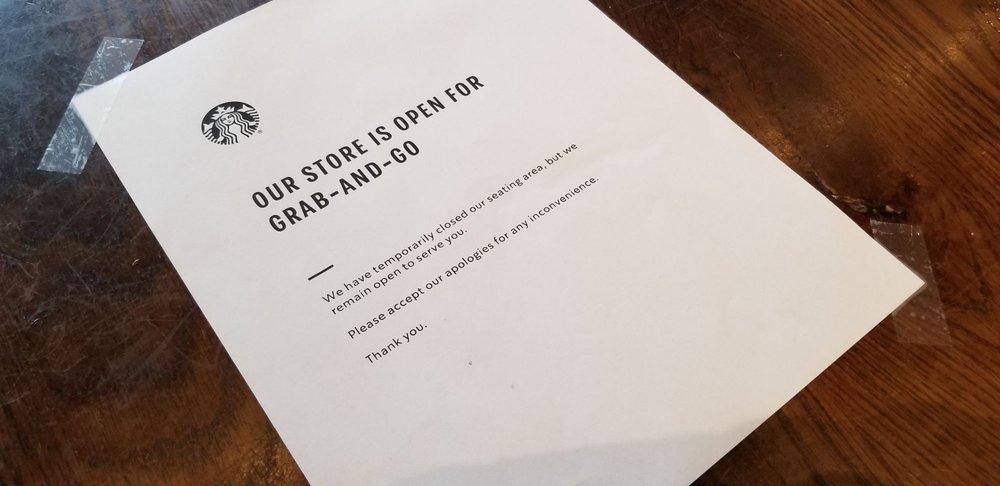 OUR STORE IS OPEN FOR
GRAB-AND-GO
We have temporarily closed our seating area, but we
remain open to serve you.
Please accept our apologies for any inconvenience.
Thank you.